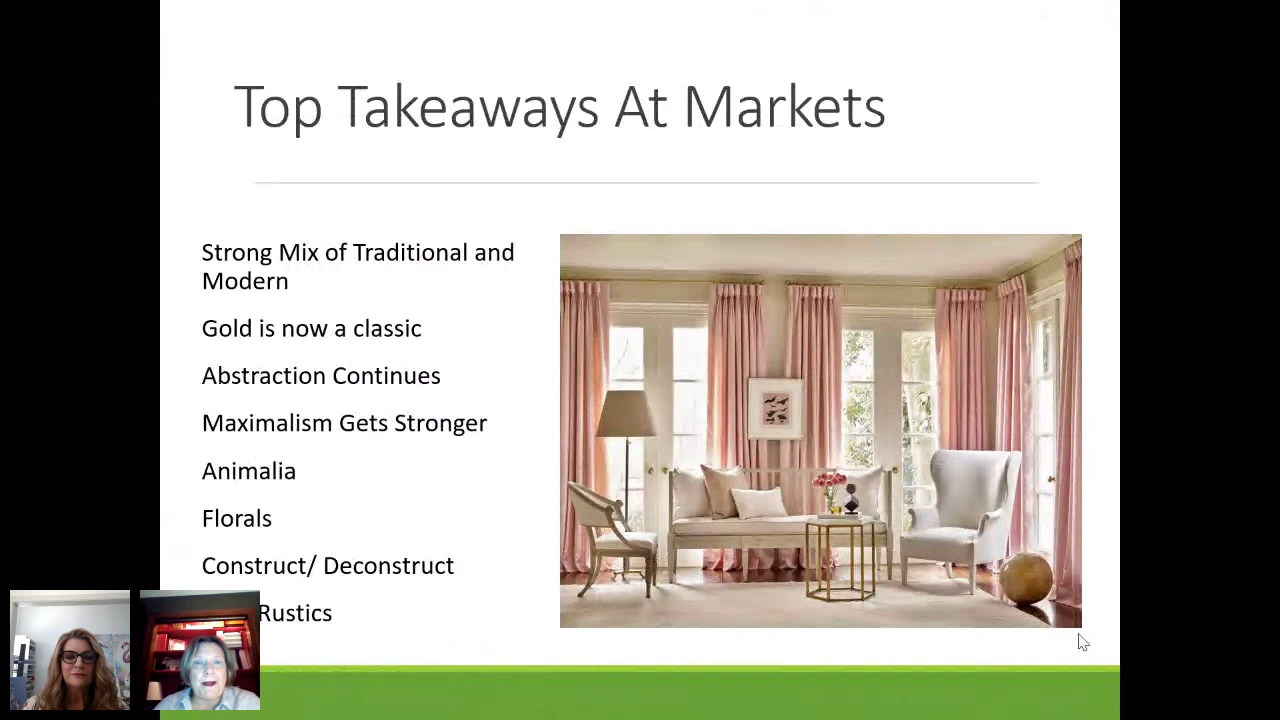 Top Takeaways At Markets
Strong Mix of Traditional and
Modern
Gold is now a classic
Abstraction Continues
Maximalism Gets Stronger
Animalia
Florals
Construct/ Deconstruct
Rustics